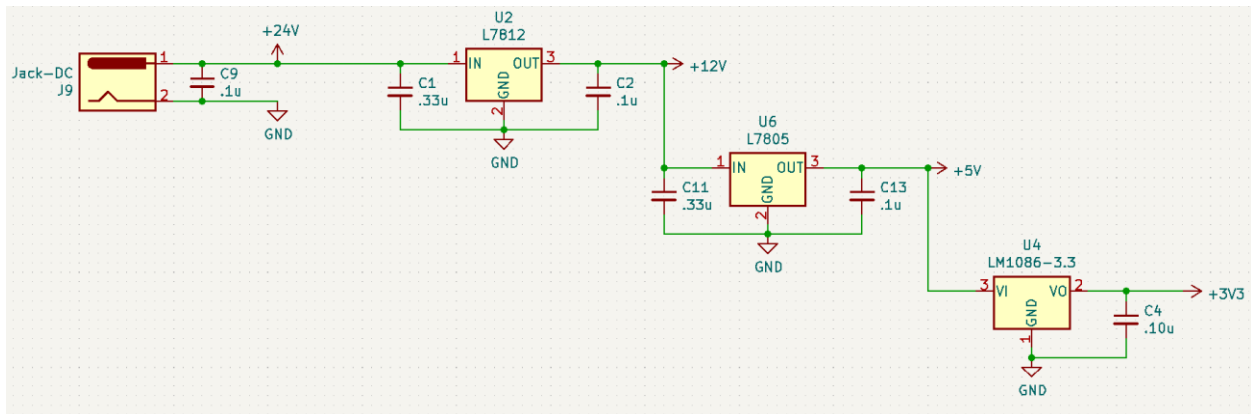 Jack-DC
J9
1
2
C9
.1u
+24V
GND
C1
.33u
U2
L7812
1
IN
OUT
3
GND
2
GND
C2
.1u
+12V
C11
.33u
U6
L7805
1
IN
OUT
3
GND
2
GND
C13
.1u
+5V
U4
LM1086-3.3
3
VI
VO
2
GND
1
GND
C4
.10u
+3V3